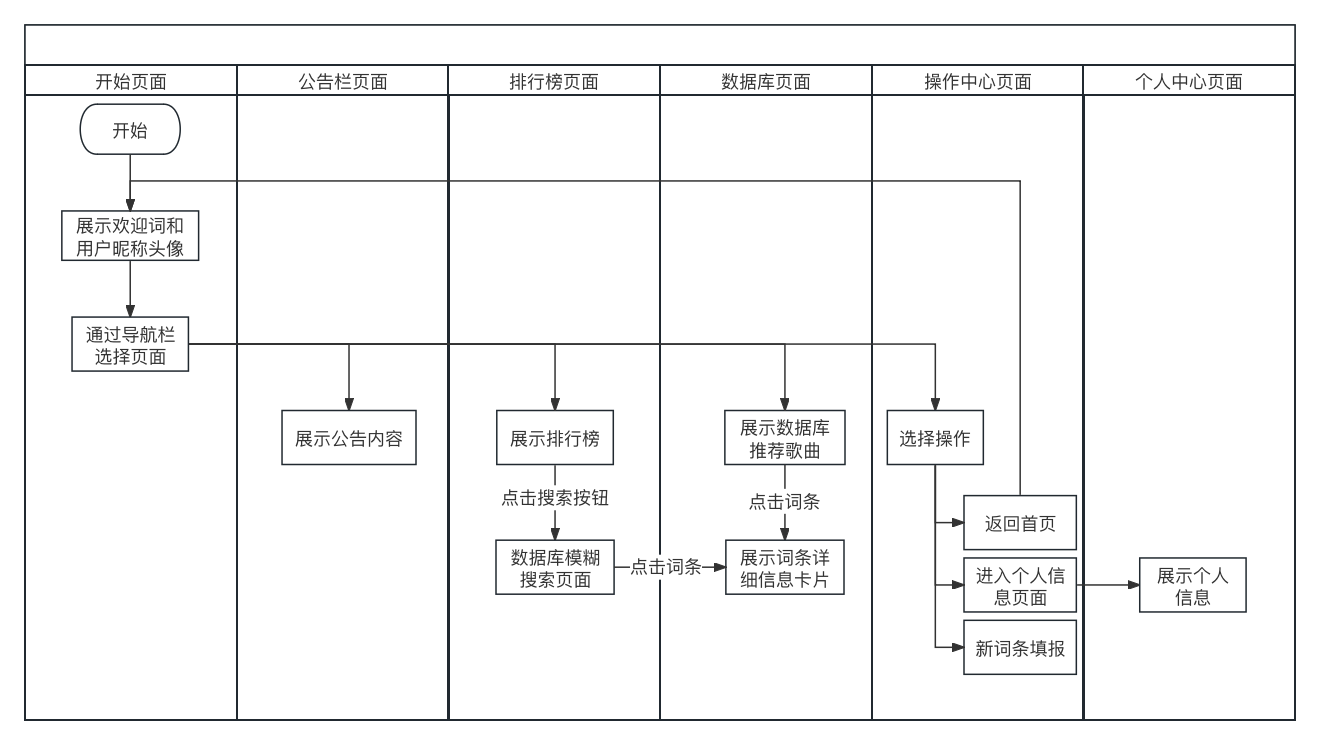 开始页面
公告栏页面
排行榜页面
数据库页面
操作中心页面
个人中心页面
开始
展示欢迎词和
用户昵称头像
通过导航栏
选择页面
展示公告内容
展示排行榜
展示数据库
推荐歌曲
选择操作
点击搜索按钮
点击词条
返回首页
数据库模糊
搜索页面
点击词条
展示词条详
细信息卡片
进入个人信
息页面
展示个人
信息
新词条填报